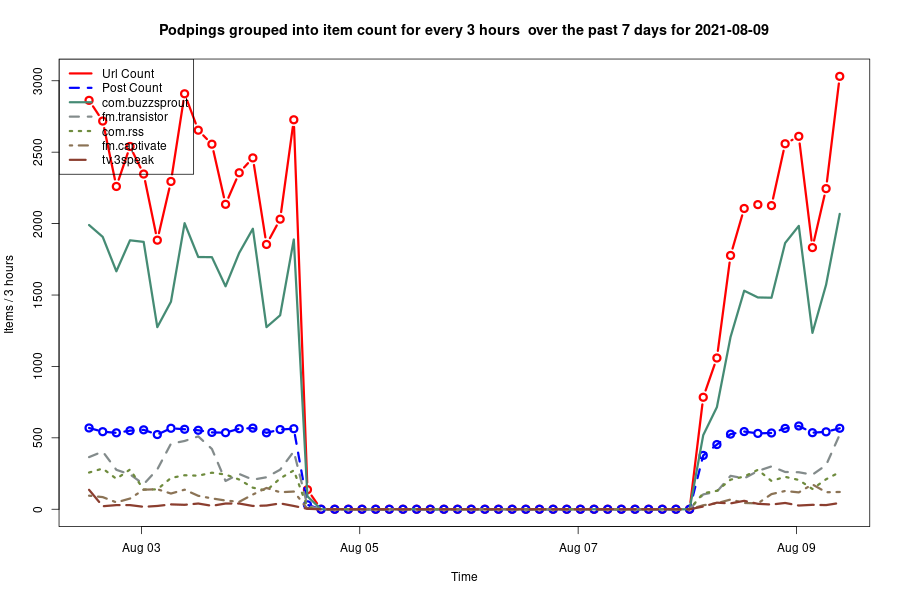 Podpings grouped into item count for every 3 hours  over the past 7 days for 2021-08-09
Url Count
Post Count
com.buzzsprout
fm.transistor
com.rss
fm.captivate
tv.3speak
Items / 3 hours
3000
2500
2000
1500
1000
500
0
Aug 03
Aug 05
Aug 07
Aug 09
Time